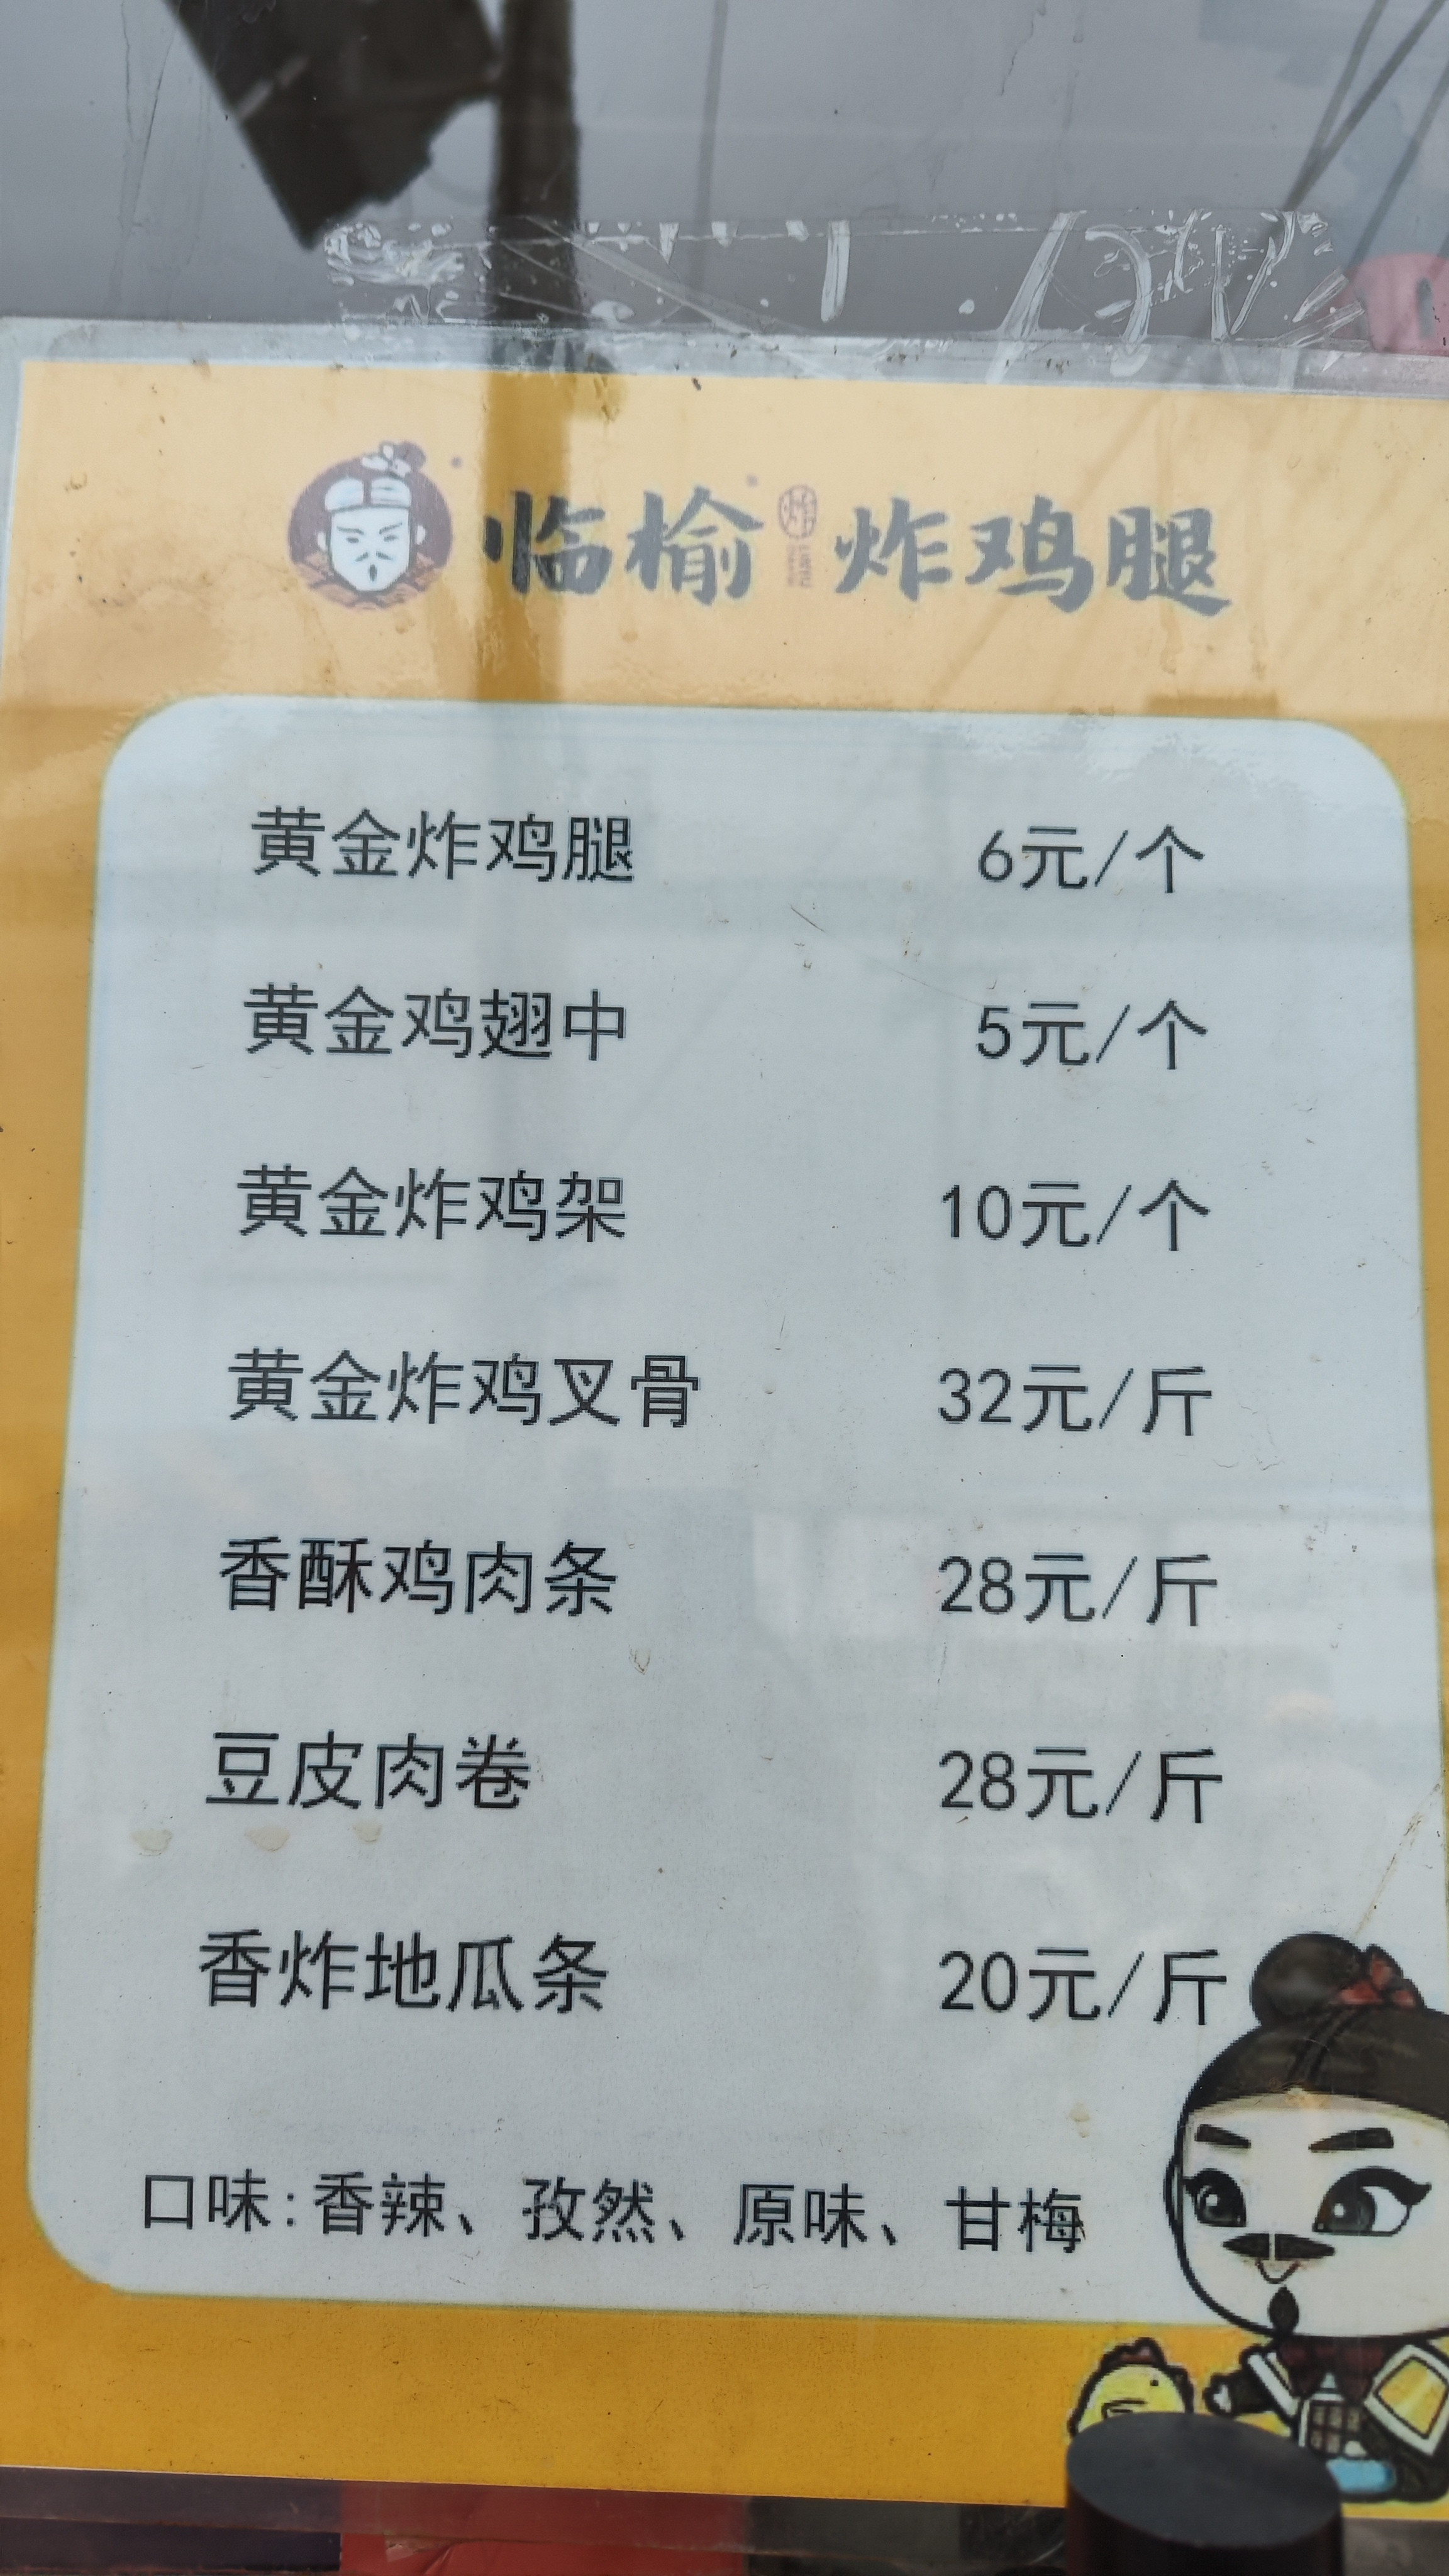 临榆 炸 炸鸡腿
黄金炸鸡腿 6元/个
黄金鸡翅中 5元/个
黄金炸鸡架 10元/个
黄金炸鸡叉骨 32元/斤
香酥鸡肉条 28元/斤
豆皮肉卷 28元/斤
香炸地瓜条 20元/斤
口味:香辣、孜然、原味、甘梅